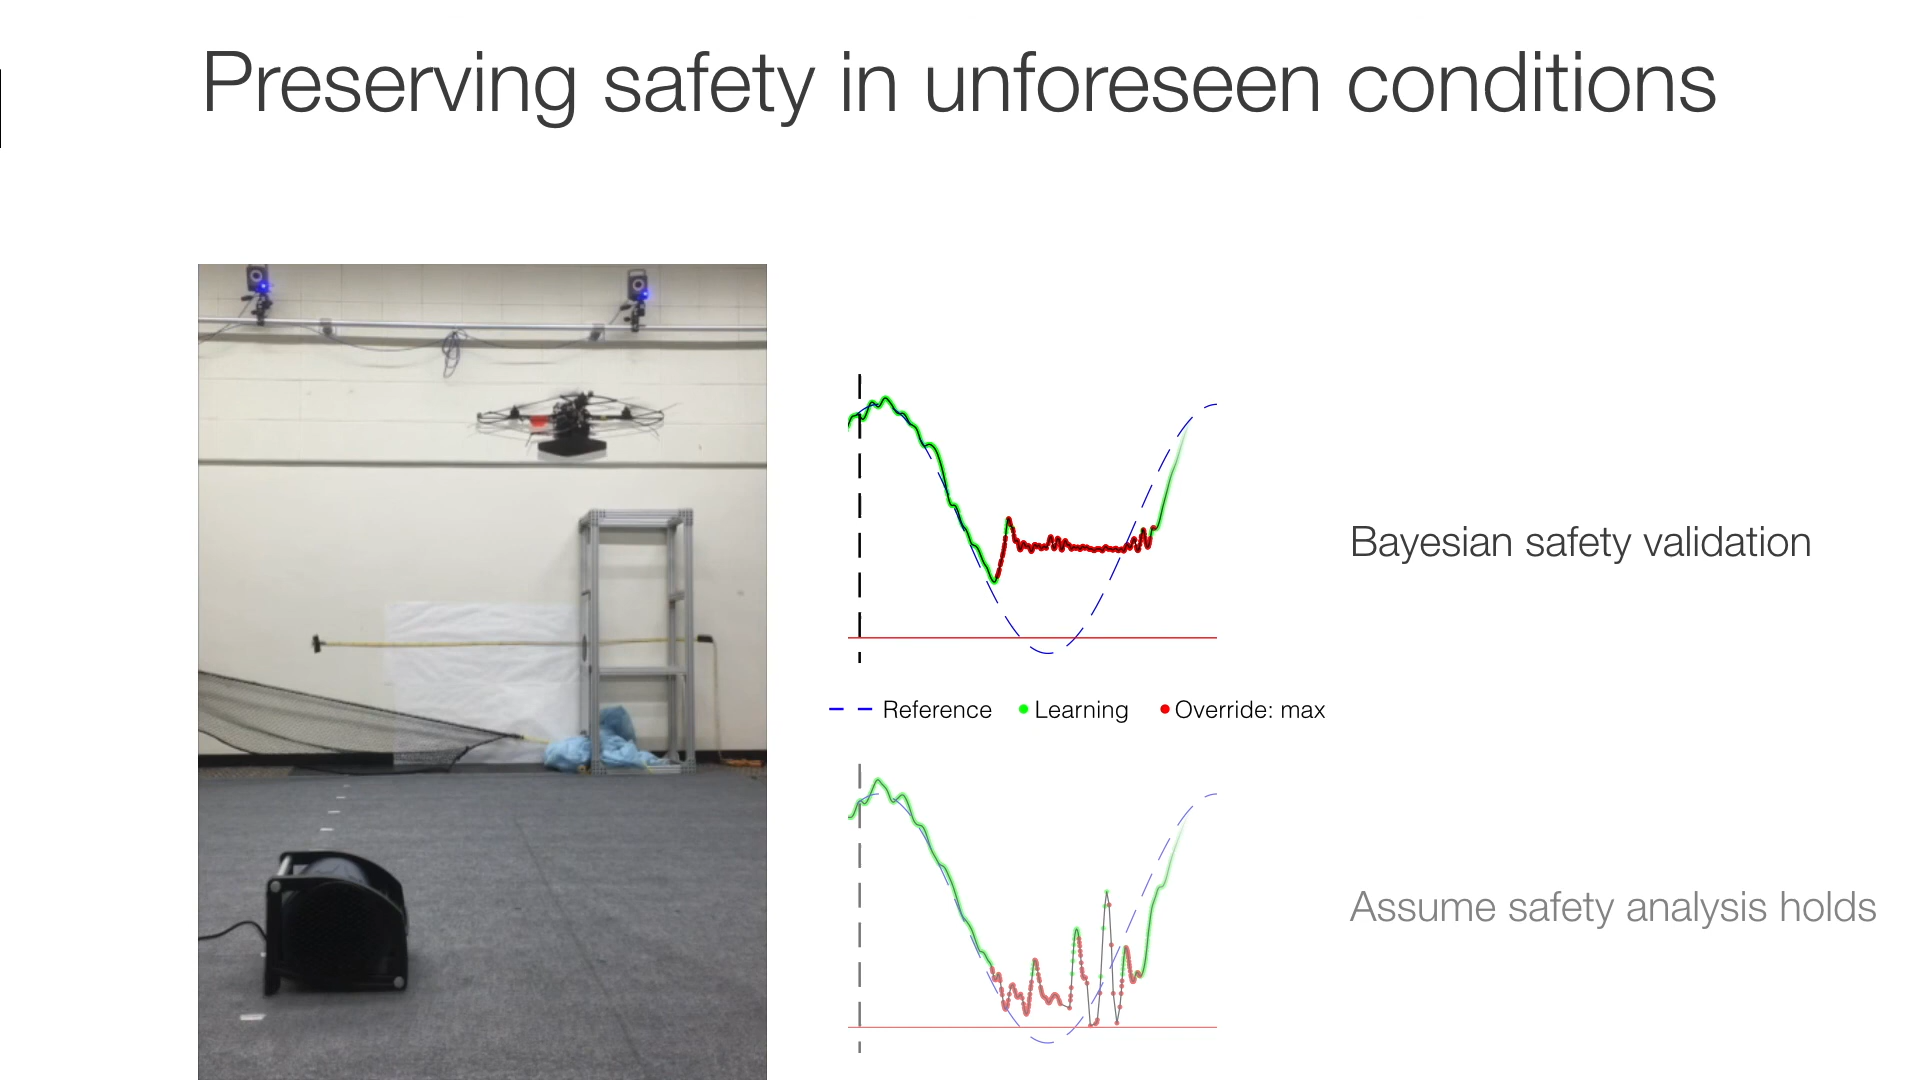 Preserving safety in unforeseen conditions
Bayesian safety validation
Reference Learning Override: max
Assume safety analysis holds